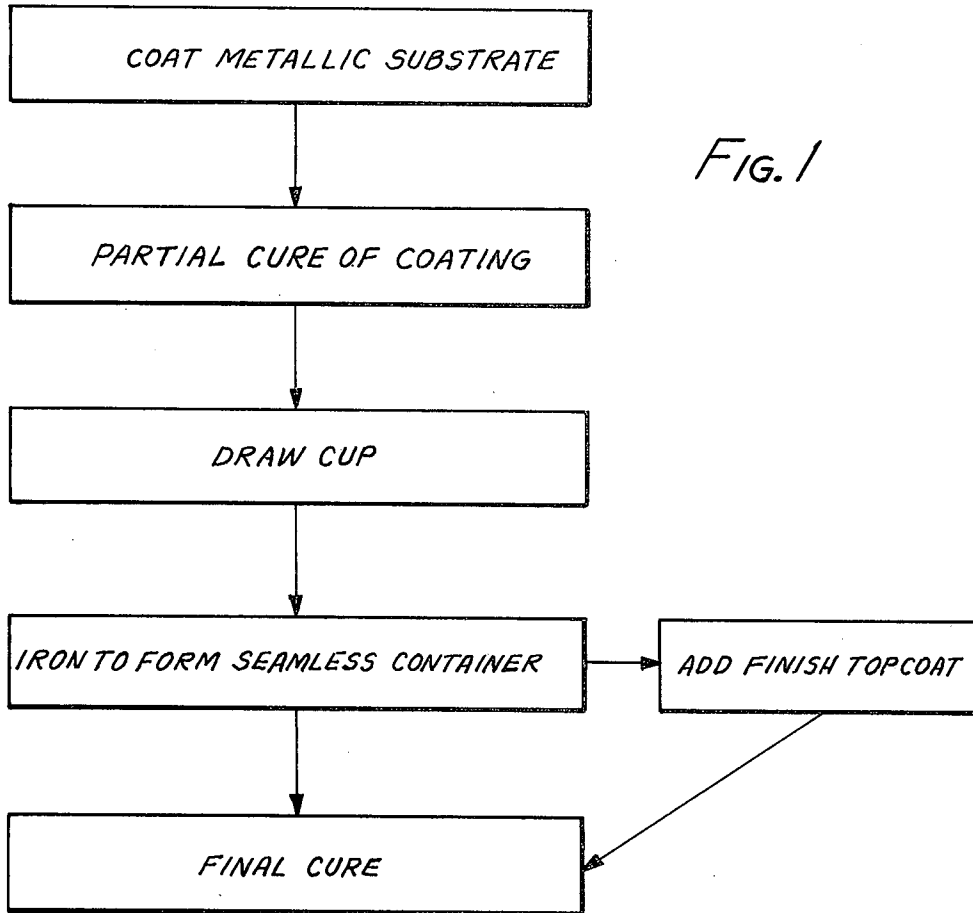 COAT METALLIC SUBSTRATE
FIG. 1
PARTIAL CURE OF COATING
DRAW CUP
IRON TO FORM SEAMLESS CONTAINER
ADD FINISH TOPCOAT
FINAL CURE